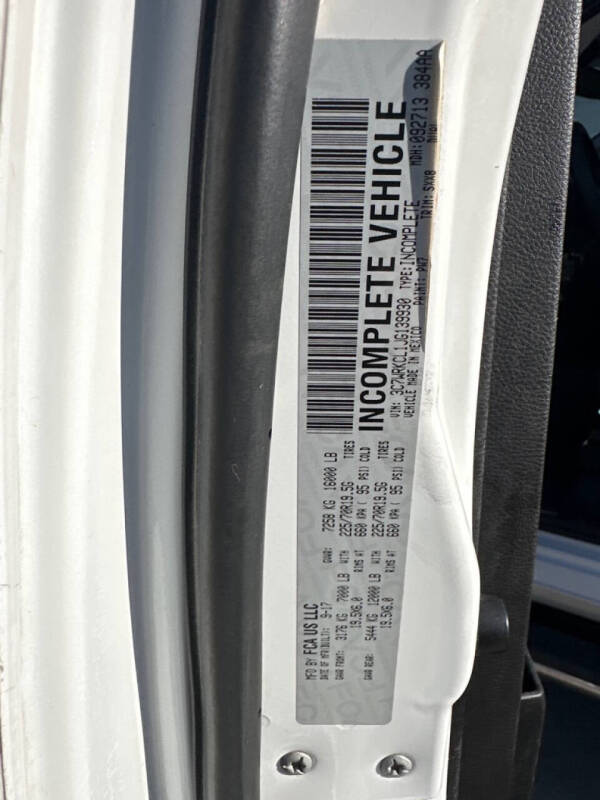 MFD BY FCA US LLC
DATE OF MFR(BUILT): 9-17
GVWR: 7258 KG 16000 LB
GAWR FRONT: 3176 KG 7000 LB WITH 225/70R19.5G TIRES
19.5X6.0 RIMS AT 660 KPA ( 95 PSI) COLD
GAWR REAR: 5444 KG 12000 LB WITH 225/70R19.5G TIRES
19.5X6.0 RIMS AT 660 KPA ( 95 PSI) COLD
INCOMPLETE VEHICLE
VIN: 3C7WRKCL1JG139930 TYPE:INCOMPLETE DUAL
VEHICLE MADE IN MEXICO
PAINT: PW7 TRIM: SXX8 MDH:092713 384AA